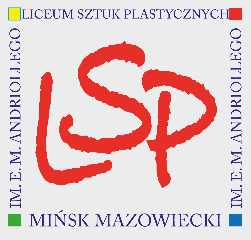 LICEUM SZTUK PLASTYCZNYCH
IM. E. M. ANDRIOLLEGO
LSP
IM. E. M. ANDRIOLLEGO
MIŃSK MAZOWIECKI